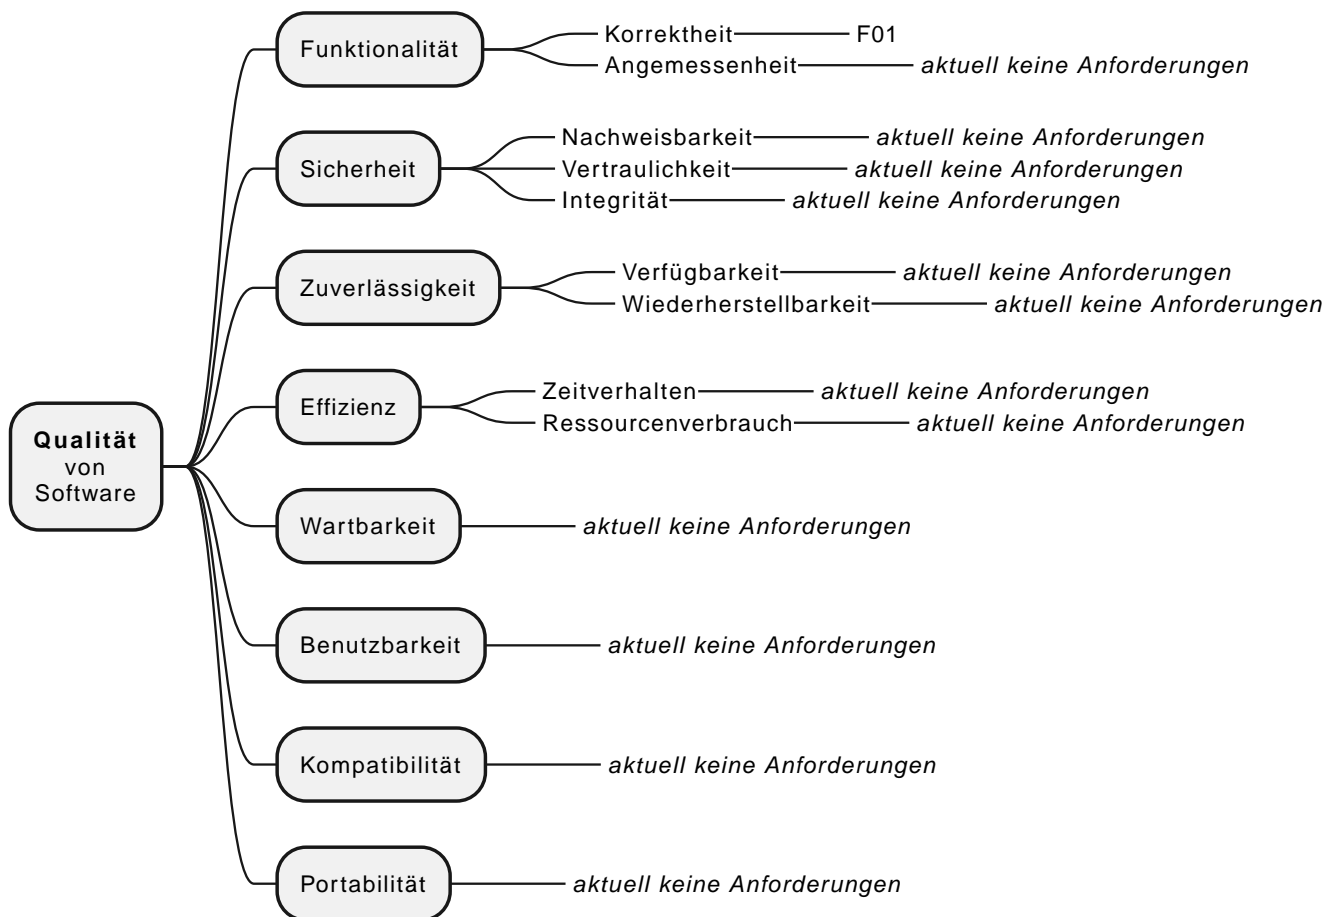 Funktionalität
Korrektheit
F01
Angemessenheit
aktuell keine Anforderungen
Sicherheit
Nachweisbarkeit
aktuell keine Anforderungen
Vertraulichkeit
aktuell keine Anforderungen
Integrität
aktuell keine Anforderungen
Zuverlässigkeit
Verfügbarkeit
aktuell keine Anforderungen
Wiederherstellbarkeit
aktuell keine Anforderungen
Qualität
von
Software
Effizienz
Zeitverhalten
aktuell keine Anforderungen
Ressourcenverbrauch
aktuell keine Anforderungen
Wartbarkeit
aktuell keine Anforderungen
Benutzbarkeit
aktuell keine Anforderungen
Kompatibilität
aktuell keine Anforderungen
Portabilität
aktuell keine Anforderungen